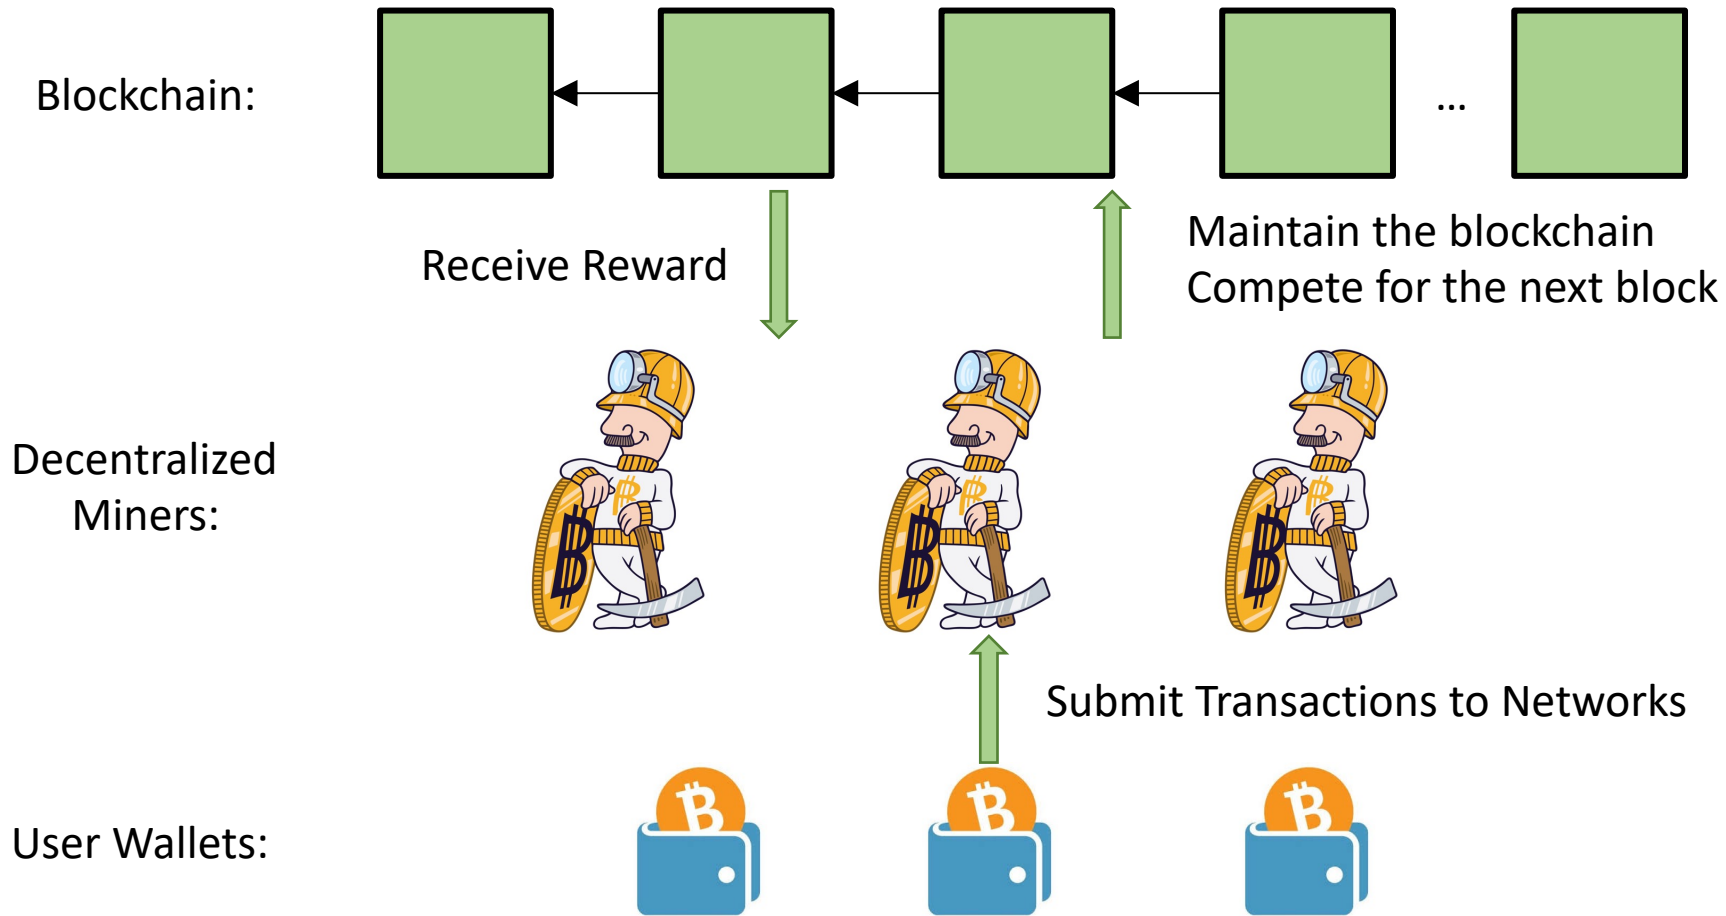 Blockchain:
...
Receive Reward
Maintain the blockchain
Compete for the next block
Decentralized
Miners:
Submit Transactions to Networks
User Wallets: